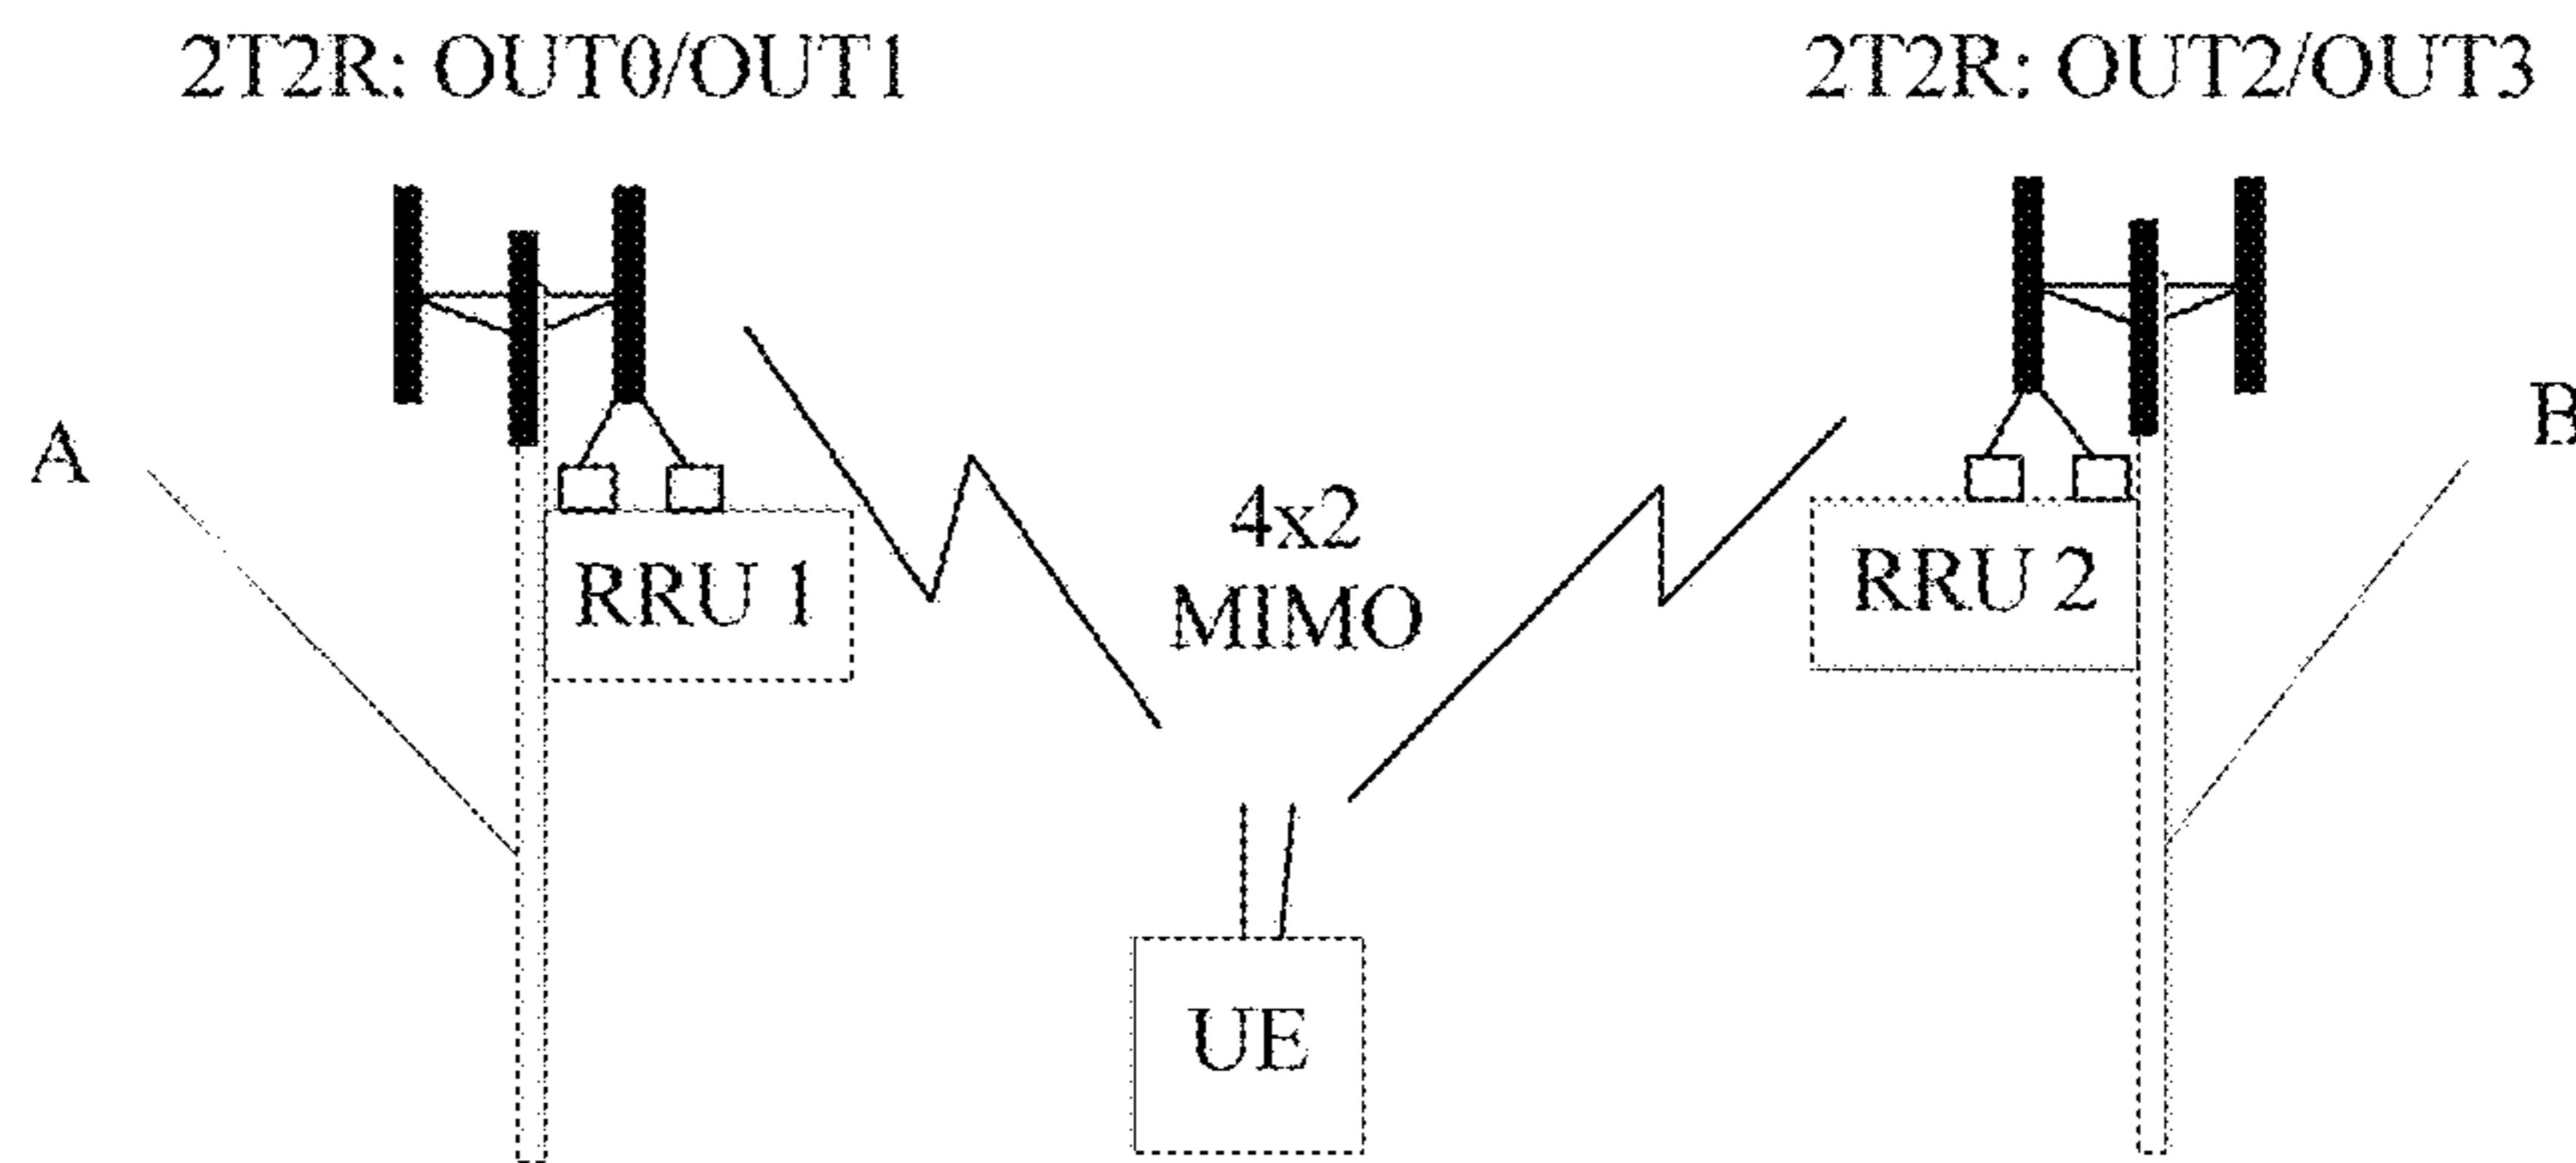 2T2R: OUT0/OUT1
2T2R: OUT2/OUT3
A
B
4x2
MIMO
RRU 1
RRU 2
UE